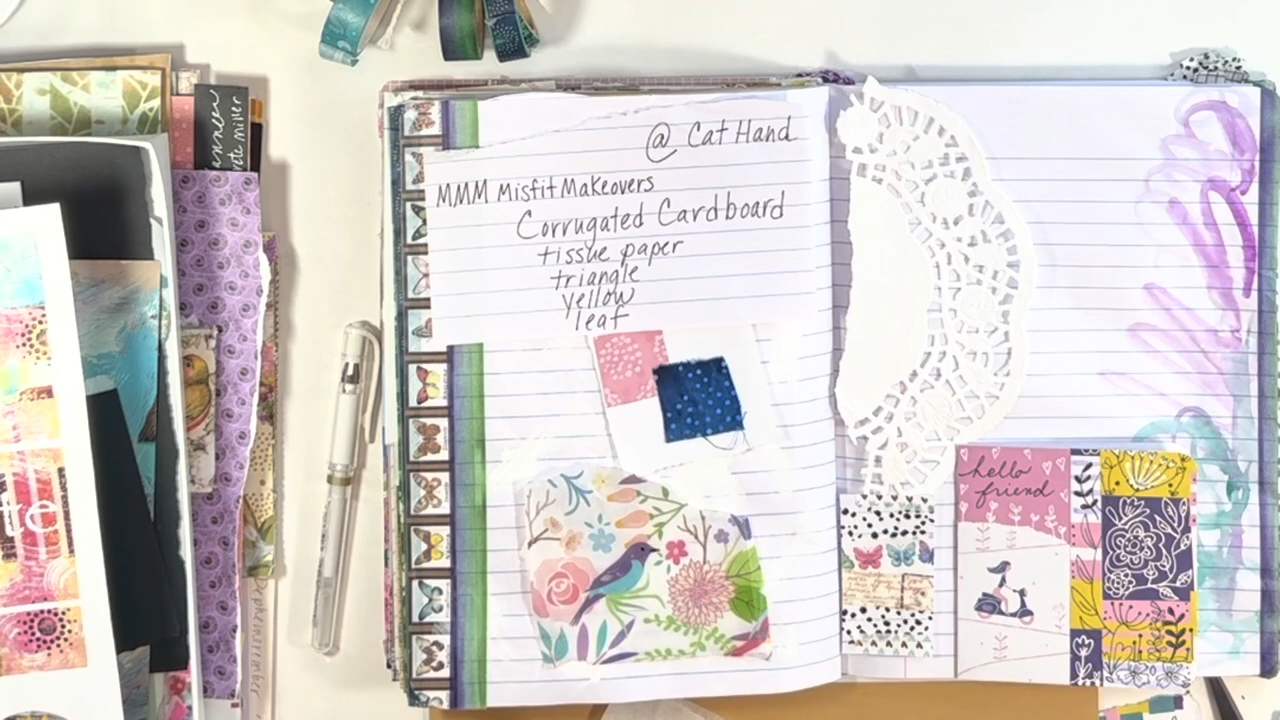 @ Cat Hand
MMM Misfit Makeovers
Corrugated Cardboard
tissue paper
triangle
yellow
leaf
hello
friend